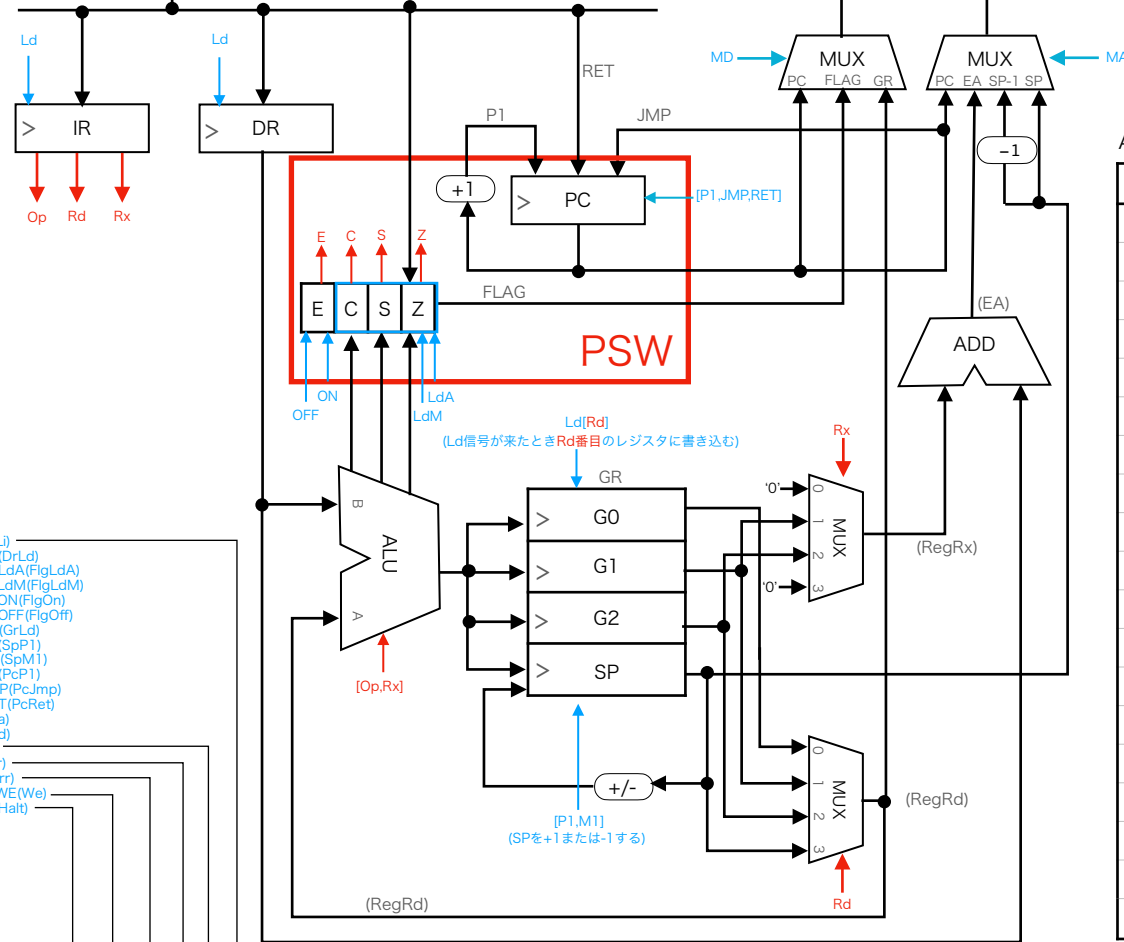 Ld
Ld
MD
MUX
PC FLAG GR
MUX
MA
PC EA SP-1 SP
RET
> IR
> DR
P1
JMP
-1
+1
> PC
[P1,JMP,RET]
Op Rd Rx
E C S Z
E C S Z
FLAG
(EA)
PSW
ADD
OFF
ON
LdA
LdM
Ld[Rd]
(Ld信号が来たときRd番目のレジスタに書き込む)
GR
Rx
B
ALU
A
[Op,Rx]
> G0
> G1
> G2
> SP
'0' 0
1
2
'0' 3
MUX
(RegRx)
Li)
(DrLd)
LdA(FlgLdA)
LdM(FlgLdM)
ON(FlgOn)
OFF(FlgOff)
(GrLd)
(SpP1)
(SpM1)
(PcP1)
P(PcJmp)
T(PcRet)
a)
d)
r)
rr)
WE(We)
Halt)
+/-
[P1,M1]
(SPを+1または-1する)
0
1
2
3
MUX
(RegRd)
Rd
(RegRd)